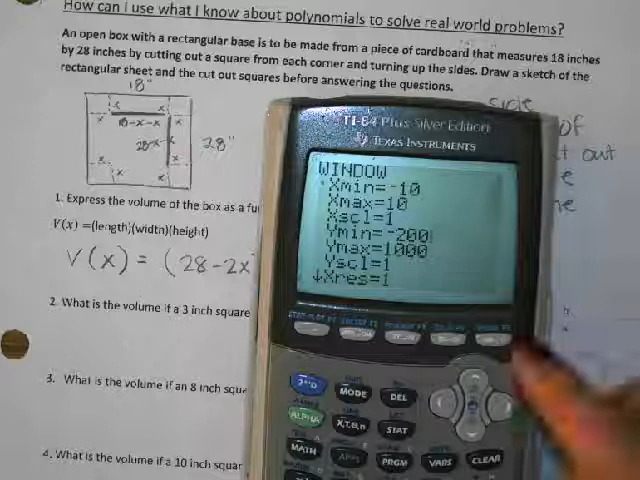 How can I use what I know about polynomials to solve real world problems?
An open box with a rectangular base is to be made from a piece of cardboard that measures 18 inches
by 28 inches by cutting out a square from each corner and turning up the sides. Draw a sketch of the
rectangular sheet and the cut out squares before answering the questions.
18"
x x
x 18-x-x x
28-x x
28"
x x
x x
side
of
t out
e
ne
1. Express the volume of the box as a fu
V(x) =(length)(width)(height)
V(x) = (28-2x
2. What is the volume if a 3 inch square
3. What is the volume if an 8 inch squa
4. What is the volume if a 10 inch squar
TI-84 Plus Silver Edition
TEXAS INSTRUMENTS
WINDOW
Xmin=-10
Xmax=10
Xscl=1
Ymin=-200
Ymax=1000
Yscl=1
↓Xres=1
2ND
MODE
DEL
ALPHA
X,T,θ,n
STAT
MATH
APPS
PRGM
VARS
CLEAR